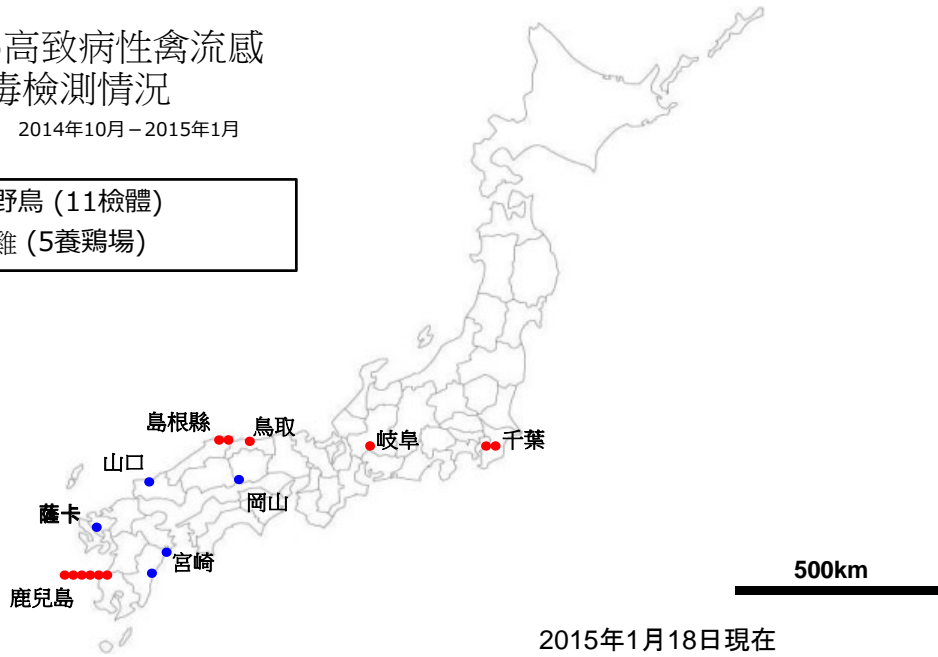 高致病性禽流感
毒檢測情況
2014年10月－2015年1月
野鳥 (11檢體)
雞 (5養鶏場)
島根縣
鳥取
岐阜
千葉
山口
岡山
薩卡
宮崎
鹿兒島
500km
2015年1月18日現在